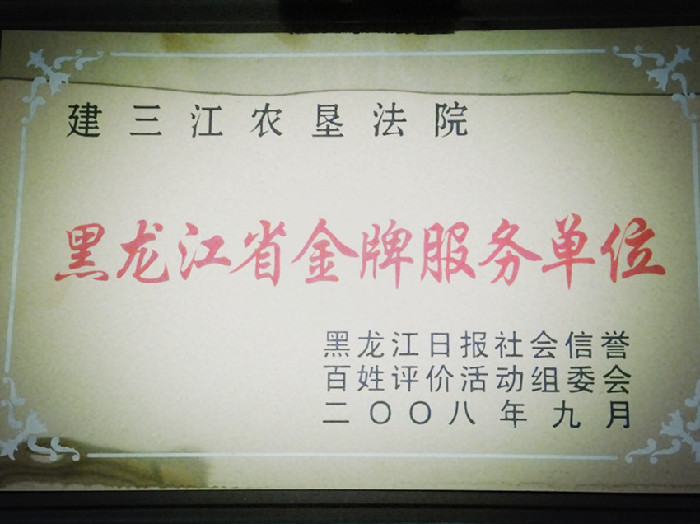 建三江农垦法院
黑龙江省金牌服务单位
黑龙江日报社会信誉
百姓评价活动组委会
二〇〇八年九月